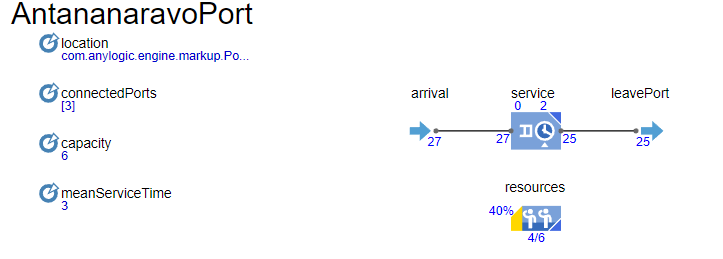 AntananaravoPort
location
com.anylogic.engine.markup.Po...
connectedPorts
[3]
capacity
6
meanServiceTime
3
arrival
service
leavePort
0 2
27
27
25
25
resources
40%
4/6